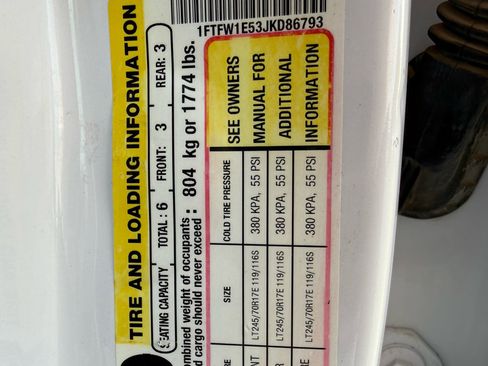 1FTFW1E53JKD86793
TIRE AND LOADING INFORMATION
SEATING CAPACITY TOTAL: 6 FRONT: 3 REAR: 3
ombined weight of occupants
d cargo should never exceed: 804 kg or 1774 lbs.
SIZE COLD TIRE PRESSURE SEE OWNERS
LT245/70R17E 119/116S 380 KPA, 55 PSI MANUAL FOR
LT245/70R17E 119/116S 380 KPA, 55 PSI ADDITIONAL
LT245/70R17E 119/116S 380 KPA, 55 PSI INFORMATION